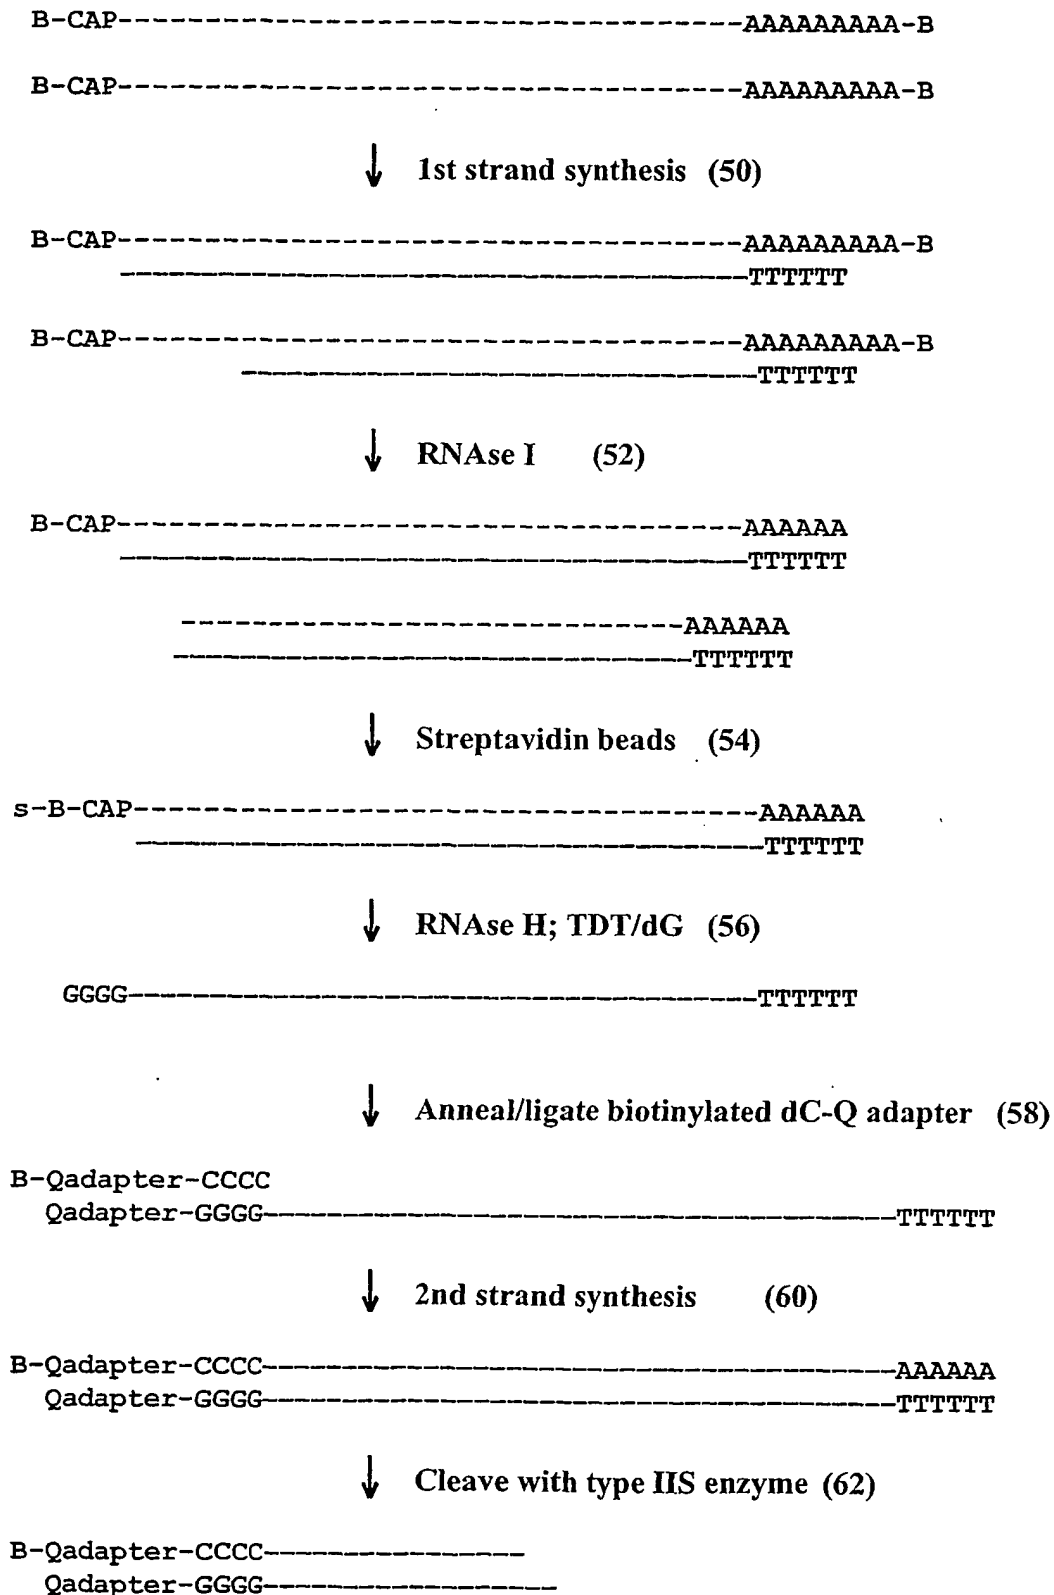 B-CAP--------------------------------------AAAAAAAAA-B
B-CAP--------------------------------------AAAAAAAAA-B
↓ 1st strand synthesis (50)
B-CAP--------------------------------------AAAAAAAAA-B
TTTTTT
B-CAP--------------------------------------AAAAAAAAA-B
TTTTTT
↓ RNAse I (52)
B-CAP--------------------------------------AAAAAA
TTTTTT
-------------------------------AAAAAA
TTTTTT
↓ Streptavidin beads (54)
s-B-CAP--------------------------------------AAAAAA
TTTTTT
↓ RNAse H; TDT/dG (56)
GGGG--------------------------------------TTTTTT
↓ Anneal/ligate biotinylated dC-Q adapter (58)
B-Qadapter-CCCC
Qadapter-GGGG--------------------------------------TTTTTT
↓ 2nd strand synthesis (60)
B-Qadapter-CCCC--------------------------------------AAAAAA
Qadapter-GGGG--------------------------------------TTTTTT
↓ Cleave with type IIS enzyme (62)
B-Qadapter-CCCC----------------
Qadapter-GGGG------------------